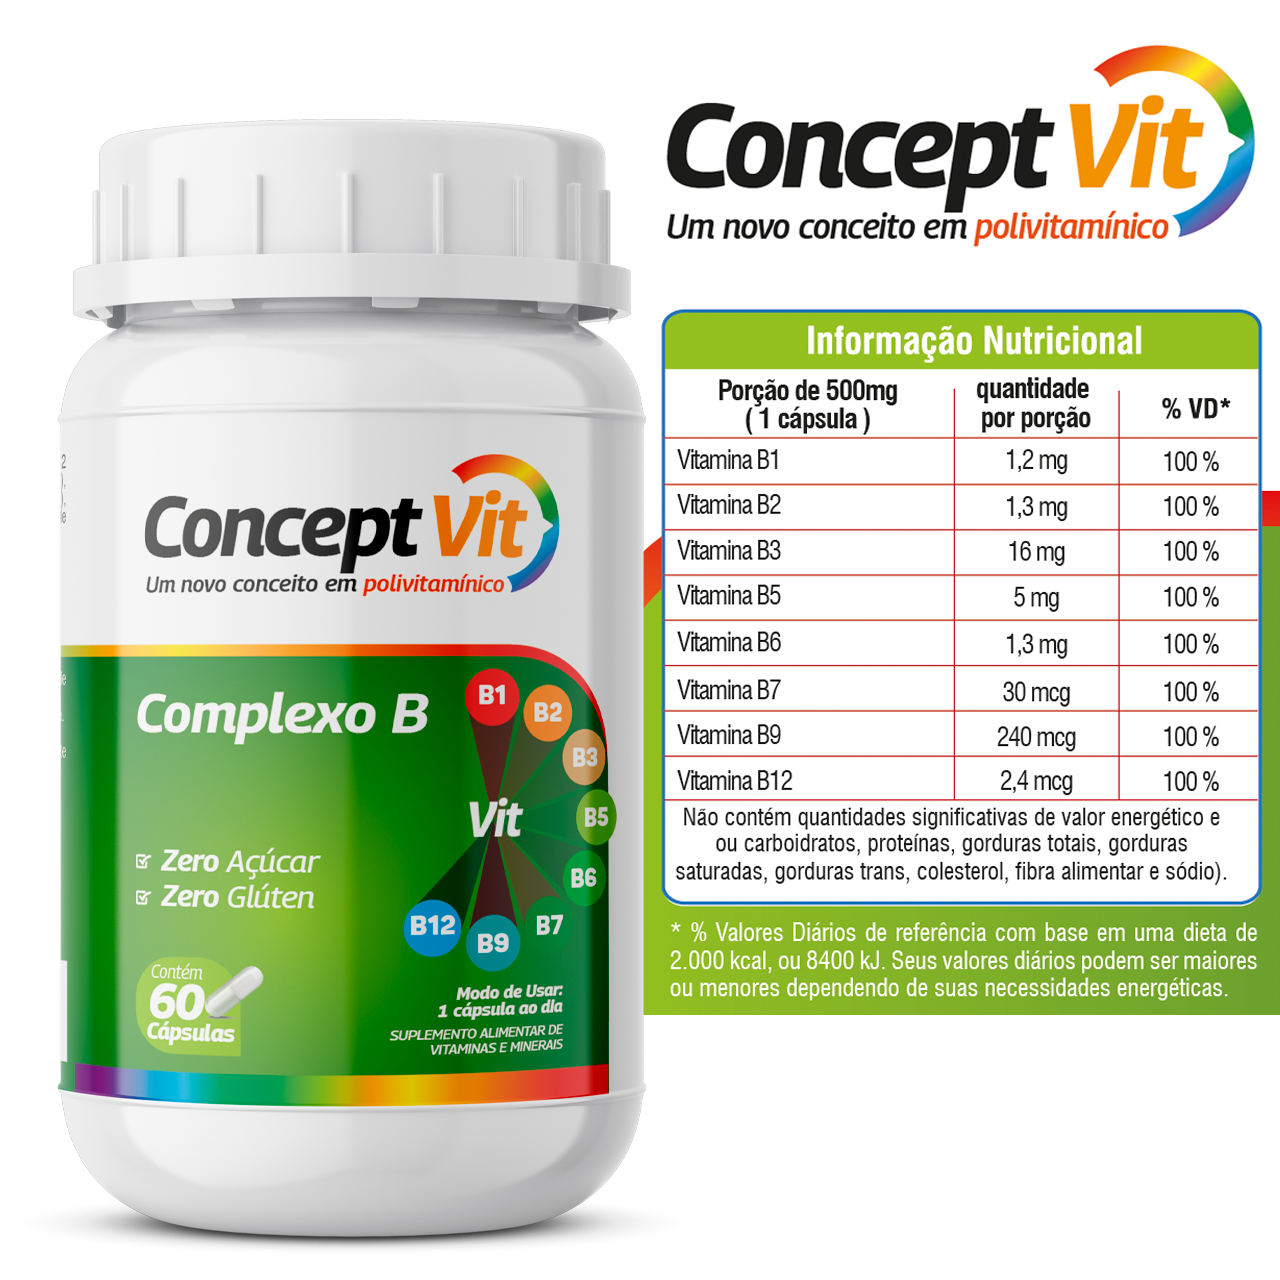 Concept Vit
Um novo conceito em polivitamínico
Complexo B
B1
B2
B3
B5
B6
B7
B9
B12
Vit
Zero Açúcar
Zero Glúten
Contém
60
Cápsulas
Modo de Usar:
1 cápsula ao dia
SUPLEMENTO ALIMENTAR DE
VITAMINAS E MINERAIS
Concept Vit
Um novo conceito em polivitamínico
Informação Nutricional
Porção de 500mg
( 1 cápsula )
quantidade
por porção
% VD*
Vitamina B1 1,2 mg 100 %
Vitamina B2 1,3 mg 100 %
Vitamina B3 16 mg 100 %
Vitamina B5 5 mg 100 %
Vitamina B6 1,3 mg 100 %
Vitamina B7 30 mcg 100 %
Vitamina B9 240 mcg 100 %
Vitamina B12 2,4 mcg 100 %
Não contém quantidades significativas de valor energético e
ou carboidratos, proteínas, gorduras totais, gorduras
saturadas, gorduras trans, colesterol, fibra alimentar e sódio).
* % Valores Diários de referência com base em uma dieta de
2.000 kcal, ou 8400 kJ. Seus valores diários podem ser maiores
ou menores dependendo de suas necessidades energéticas.